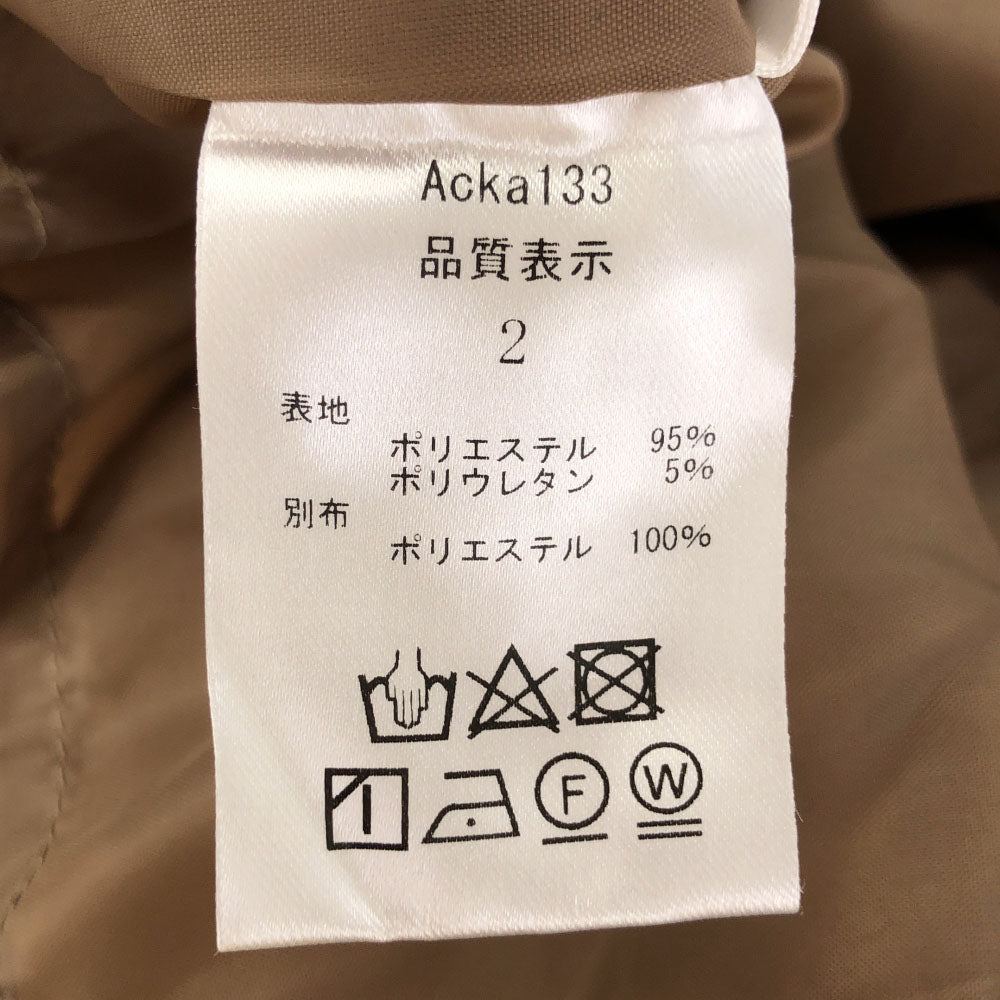 Acka133
品質表示
2
表地
ポリエステル 95%
ポリウレタン 5%
別布
ポリエステル 100%
F W